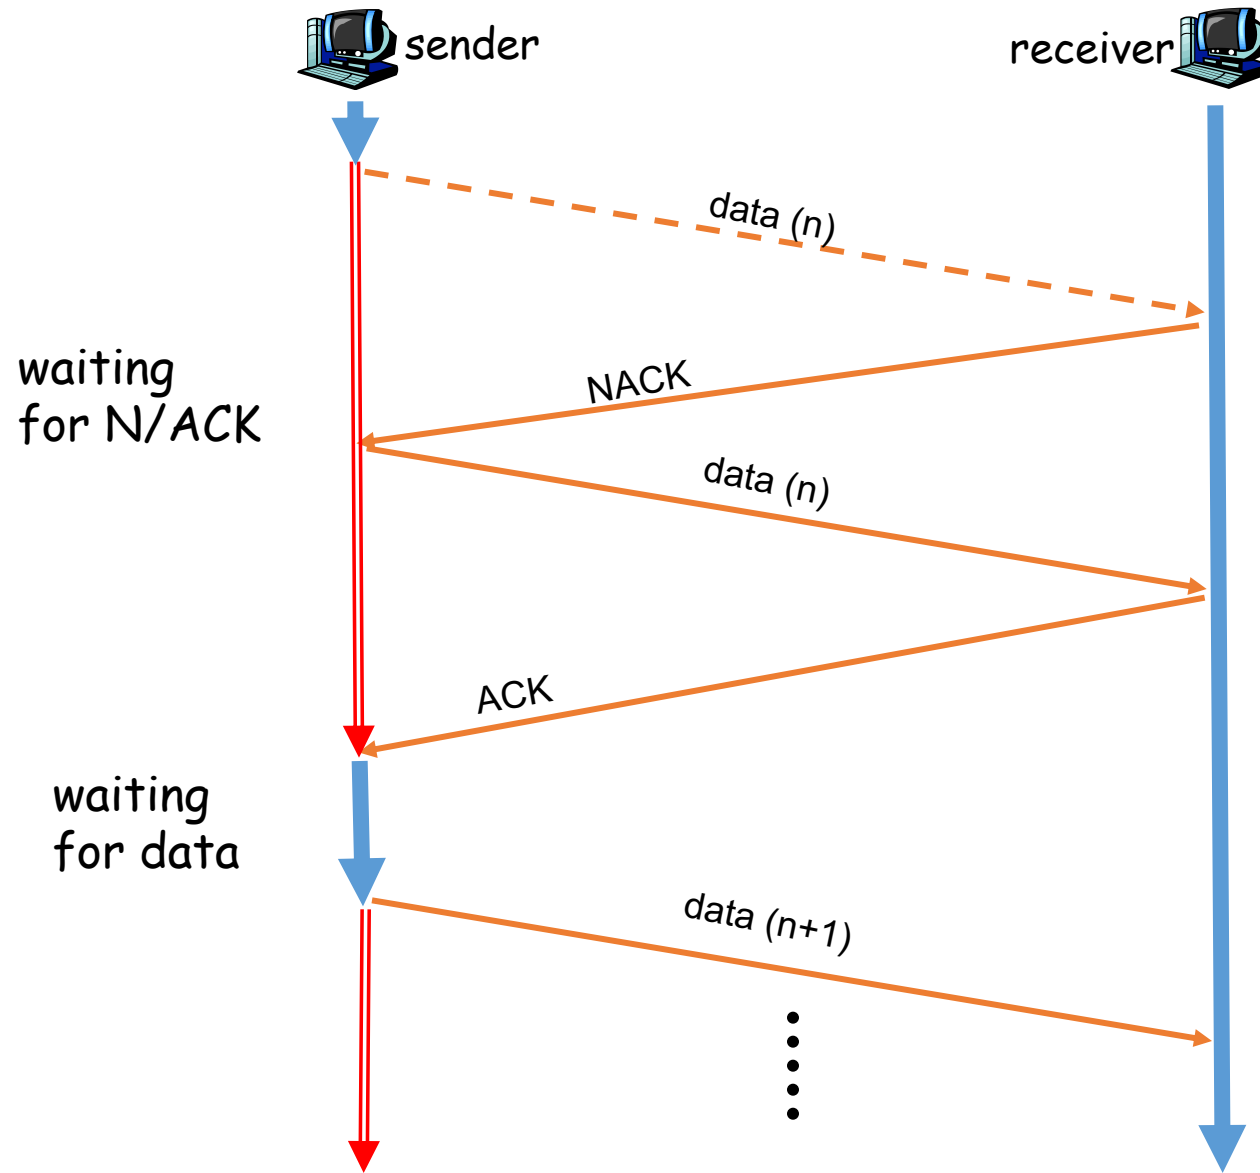 sender
receiver
data (n)
waiting
for N/ACK
NACK
data (n)
ACK
waiting
for data
data (n+1)